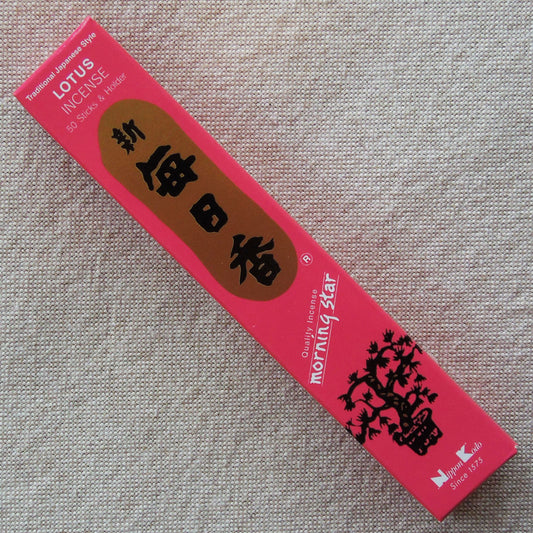 Traditional Japanese Style
LOTUS
INCENSE
50 Sticks & Holder
新
毎日香
®
Quality Incense
morning star
Nippon Kodo
Since 1575